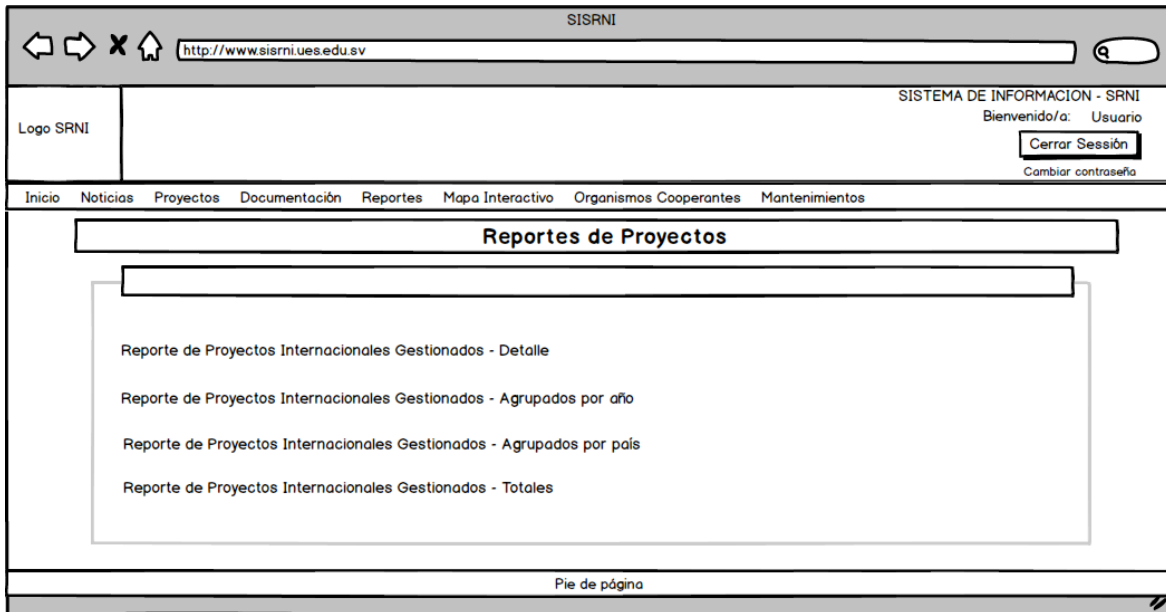 SISRNI
http://www.sisrni.ues.edu.sv
SISTEMA DE INFORMACION - SRNI
Logo SRNI
Bienvenido/a: Usuario
Cerrar Sessión
Cambiar contraseña
Inicio Noticias Proyectos Documentación Reportes Mapa Interactivo Organismos Cooperantes Mantenimientos
Reportes de Proyectos
Reporte de Proyectos Internacionales Gestionados - Detalle
Reporte de Proyectos Internacionales Gestionados - Agrupados por año
Reporte de Proyectos Internacionales Gestionados - Agrupados por país
Reporte de Proyectos Internacionales Gestionados - Totales
Pie de página